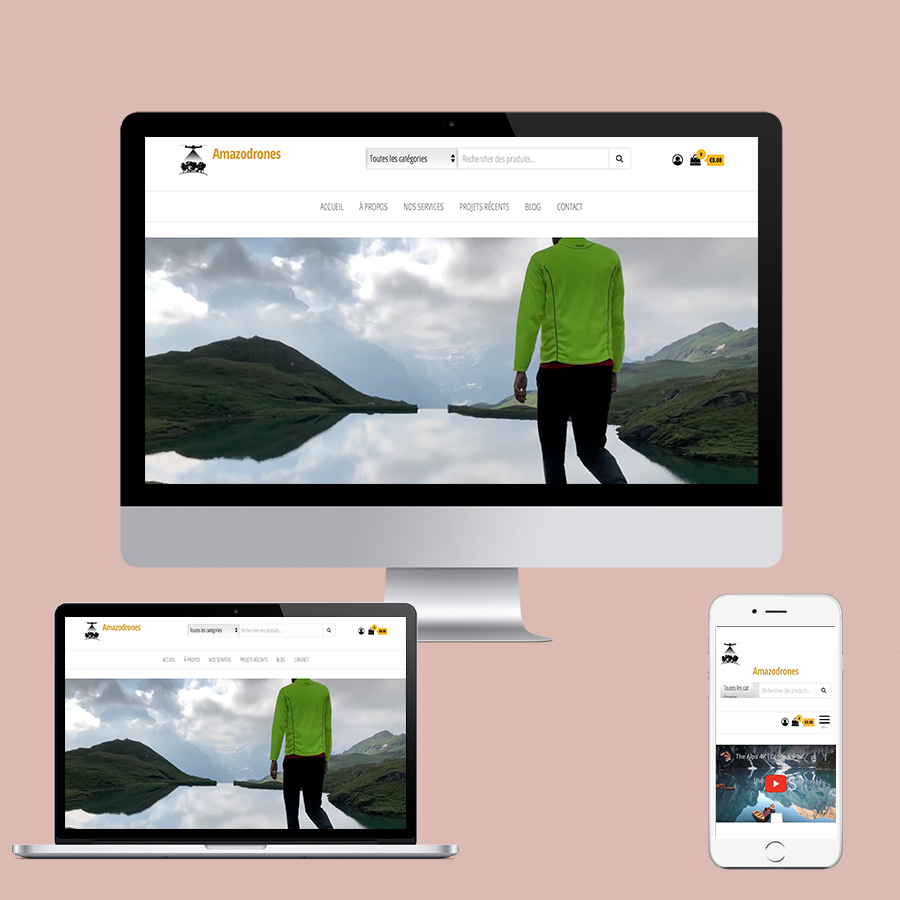 Amazodrones
Toutes les catégories
Rechercher des produits...
0
€0.00
ACCUEIL À PROPOS NOS SERVICES PROJETS RÉCENTS BLOG CONTACT
Amazodrones
Toutes les catégories
Rechercher des produits...
€0.00
ACCUEIL À PROPOS NOS SERVICES PROJETS RÉCENTS BLOG CONTACT
Amazodrones
Toutes les cat
Rechercher des produits...
€0.00
The Alps 4K